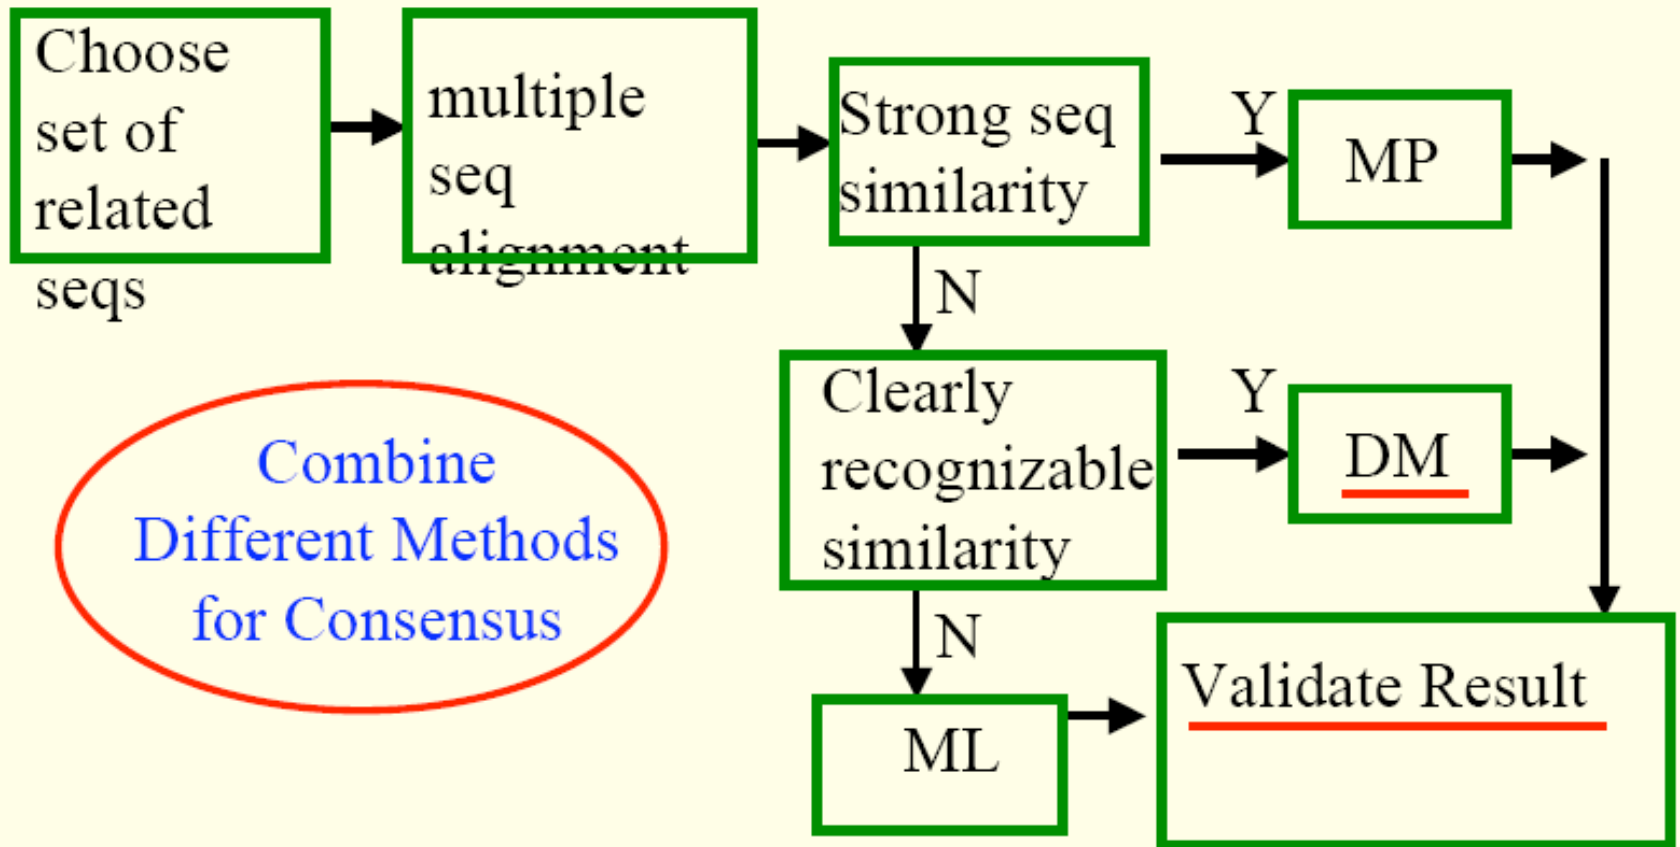 Choose
set of
related
seqs
multiple
seq
alignment
Strong seq
similarity
Y
MP
N
Clearly
recognizable
similarity
Y
DM
N
ML
Validate Result
Combine
Different Methods
for Consensus